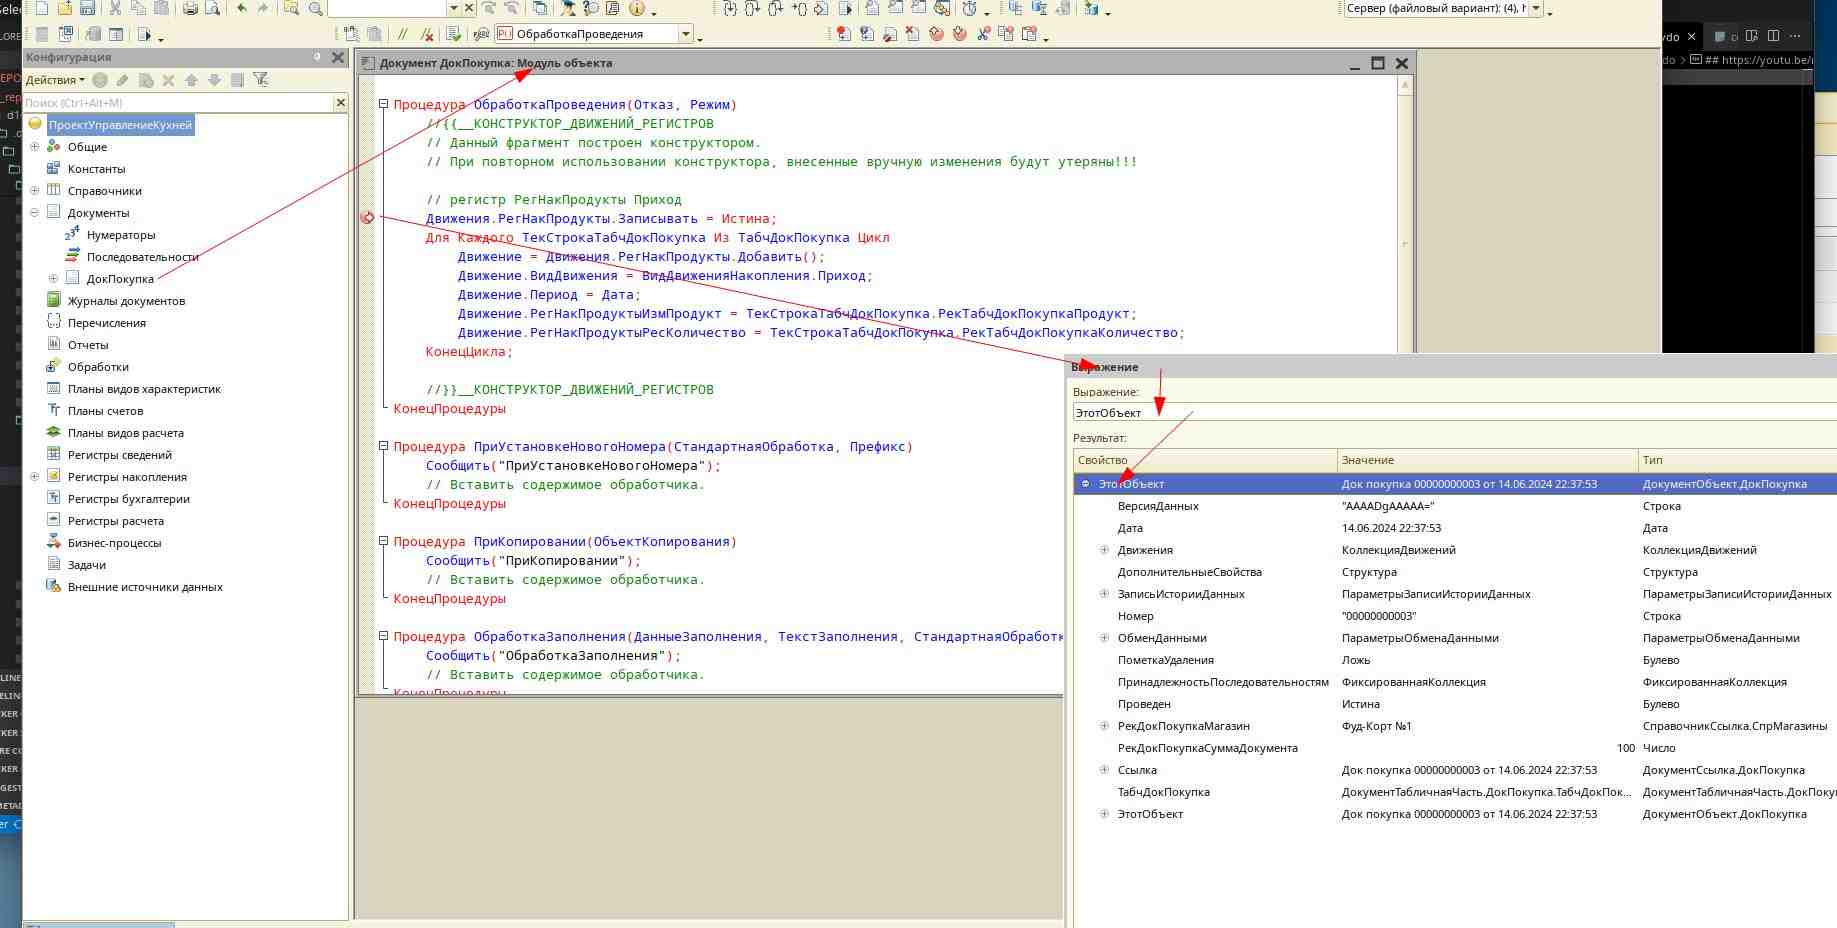 Сервер (файловый вариант): (4), г
ОбработкаПроведения
Конфигурация
Действия
Поиск (Ctrl+Alt+M)
ПроектУправлениеКухней
Общие
Константы
Справочники
Документы
Нумераторы
Последовательности
ДокПокупка
Журналы документов
Перечисления
Отчеты
Обработки
Планы видов характеристик
Планы счетов
Планы видов расчета
Регистры сведений
Регистры накопления
Регистры бухгалтерии
Регистры расчета
Бизнес-процессы
Задачи
Внешние источники данных
Документ ДокПокупка: Модуль объекта
Процедура ОбработкаПроведения(Отказ, Режим)
//{{__КОНСТРУКТОР_ДВИЖЕНИЙ_РЕГИСТРОВ
// Данный фрагмент построен конструктором.
// При повторном использовании конструктора, внесенные вручную изменения будут утеряны!!!
// регистр РегНакПродукты Приход
Движения.РегНакПродукты.Записывать = Истина;
Для Каждого ТекСтрокаТабчДокПокупка Из ТабчДокПокупка Цикл
Движение = Движения.РегНакПродукты.Добавить();
Движение.ВидДвижения = ВидДвиженияНакопления.Приход;
Движение.Период = Дата;
Движение.РегНакПродуктыИзмПродукт = ТекСтрокаТабчДокПокупка.РекТабчДокПокупкаПродукт;
Движение.РегНакПродуктыРесКоличество = ТекСтрокаТабчДокПокупка.РекТабчДокПокупкаКоличество;
КонецЦикла;
//}}__КОНСТРУКТОР_ДВИЖЕНИЙ_РЕГИСТРОВ
КонецПроцедуры
Процедура ПриУстановкеНовогоНомера(СтандартнаяОбработка, Префикс)
Сообщить("ПриУстановкеНовогоНомера");
// Вставить содержимое обработчика.
КонецПроцедуры
Процедура ПриКопировании(ОбъектКопирования)
Сообщить("ПриКопировании");
// Вставить содержимое обработчика.
КонецПроцедуры
Процедура ОбработкаЗаполнения(ДанныеЗаполнения, ТекстЗаполнения, СтандартнаяОбработк
Сообщить("ОбработкаЗаполнения");
// Вставить содержимое обработчика.
КонецПроцедуры
## https://youtu.be/
Выражение
Выражение:
ЭтотОбъект
Результат:
Свойство Значение Тип
ЭтотОбъект Док покупка 00000000003 от 14.06.2024 22:37:53 ДокументОбъект.ДокПокупка
ВерсияДанных "AAAADgAAAAA=" Строка
Дата 14.06.2024 22:37:53 Дата
Движения КоллекцияДвижений КоллекцияДвижений
ДополнительныеСвойства Структура Структура
ЗаписьИсторииДанных ПараметрыЗаписиИсторииДанных ПараметрыЗаписиИсторииДанных
Номер "00000000003" Строка
ОбменДанными ПараметрыОбменаДанными ПараметрыОбменаДанными
ПометкаУдаления Ложь Булево
ПринадлежностьПоследовательностям ФиксированнаяКоллекция ФиксированнаяКоллекция
Проведен Истина Булево
РекДокПокупкаМагазин Фуд-Корт №1 СправочникСсылка.СпрМагазины
РекДокПокупкаСуммаДокумента 100 Число
Ссылка Док покупка 00000000003 от 14.06.2024 22:37:53 ДокументСсылка.ДокПокупка
ТабчДокПокупка ДокументТабличнаяЧасть.ДокПокупка.ТабчДокПок... ДокументТабличнаяЧасть.ДокПоку
ЭтотОбъект Док покупка 00000000003 от 14.06.2024 22:37:53 ДокументОбъект.ДокПокупка